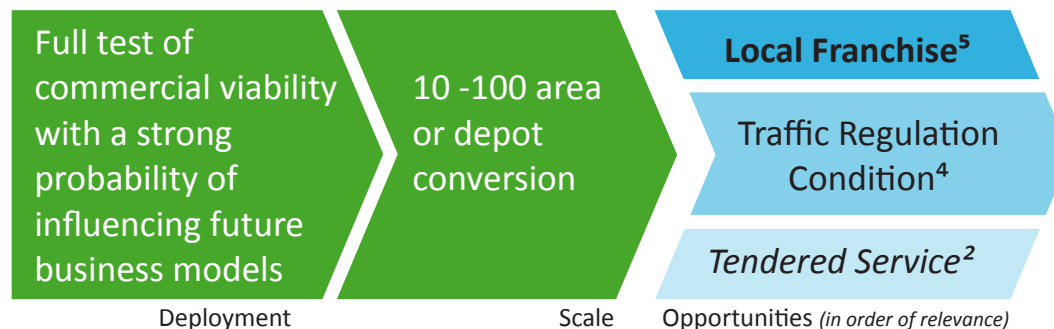 Full test of
commercial viability
with a strong
probability of
influencing future
business models
10 -100 area
or depot
conversion
Local Franchise⁵
Traffic Regulation
Condition⁴
Tendered Service²
Deployment
Scale
Opportunities (in order of relevance)